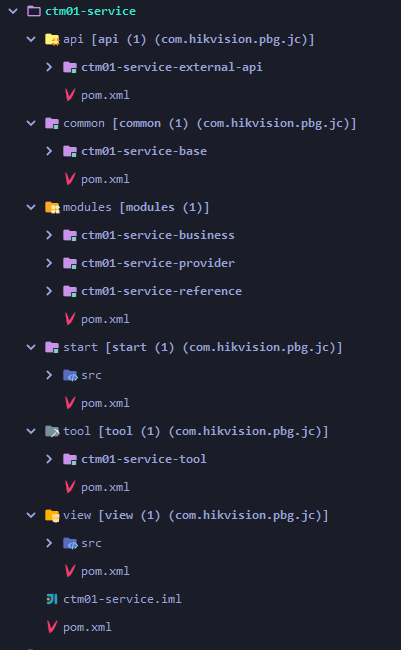 ctm01-service
api [api (1) (com.hikvision.pbg.jc)]
ctm01-service-external-api
pom.xml
common [common (1) (com.hikvision.pbg.jc)]
ctm01-service-base
pom.xml
modules [modules (1)]
ctm01-service-business
ctm01-service-provider
ctm01-service-reference
pom.xml
start [start (1) (com.hikvision.pbg.jc)]
src
pom.xml
tool [tool (1) (com.hikvision.pbg.jc)]
ctm01-service-tool
pom.xml
view [view (1) (com.hikvision.pbg.jc)]
src
pom.xml
ctm01-service.iml
pom.xml